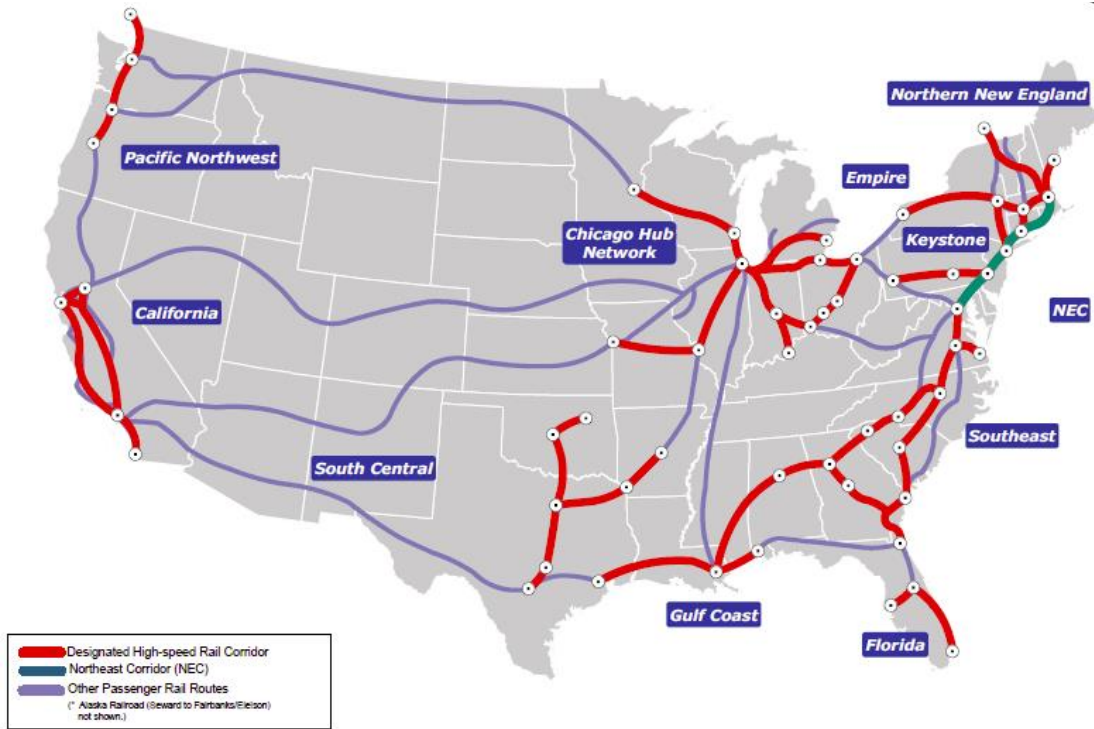 Northern New England
Pacific Northwest
Empire
Chicago Hub
Network
Keystone
California
NEC
Southeast
South Central
Gulf Coast
Florida
Designated High-speed Rail Corridor
Northeast Corridor (NEC)
Other Passenger Rail Routes
(* Alaska Railroad (Seward to Fairbanks/Eielson)
not shown.)